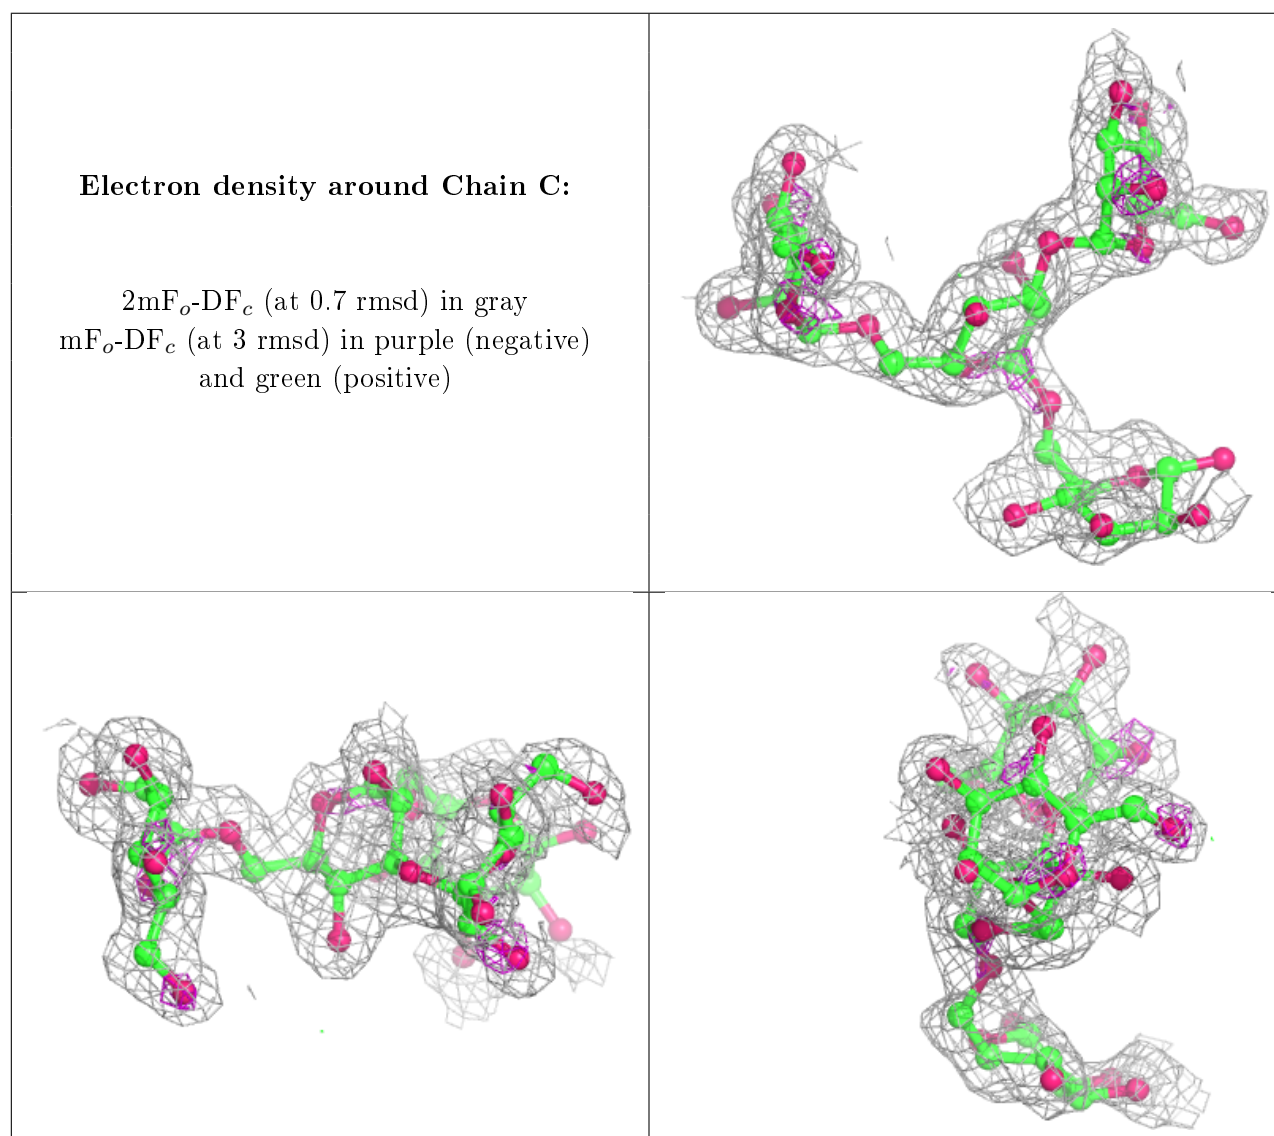 Electron density around Chain C:
2mFo-DFc (at 0.7 rmsd) in gray
mFo-DFc (at 3 rmsd) in purple (negative)
and green (positive)